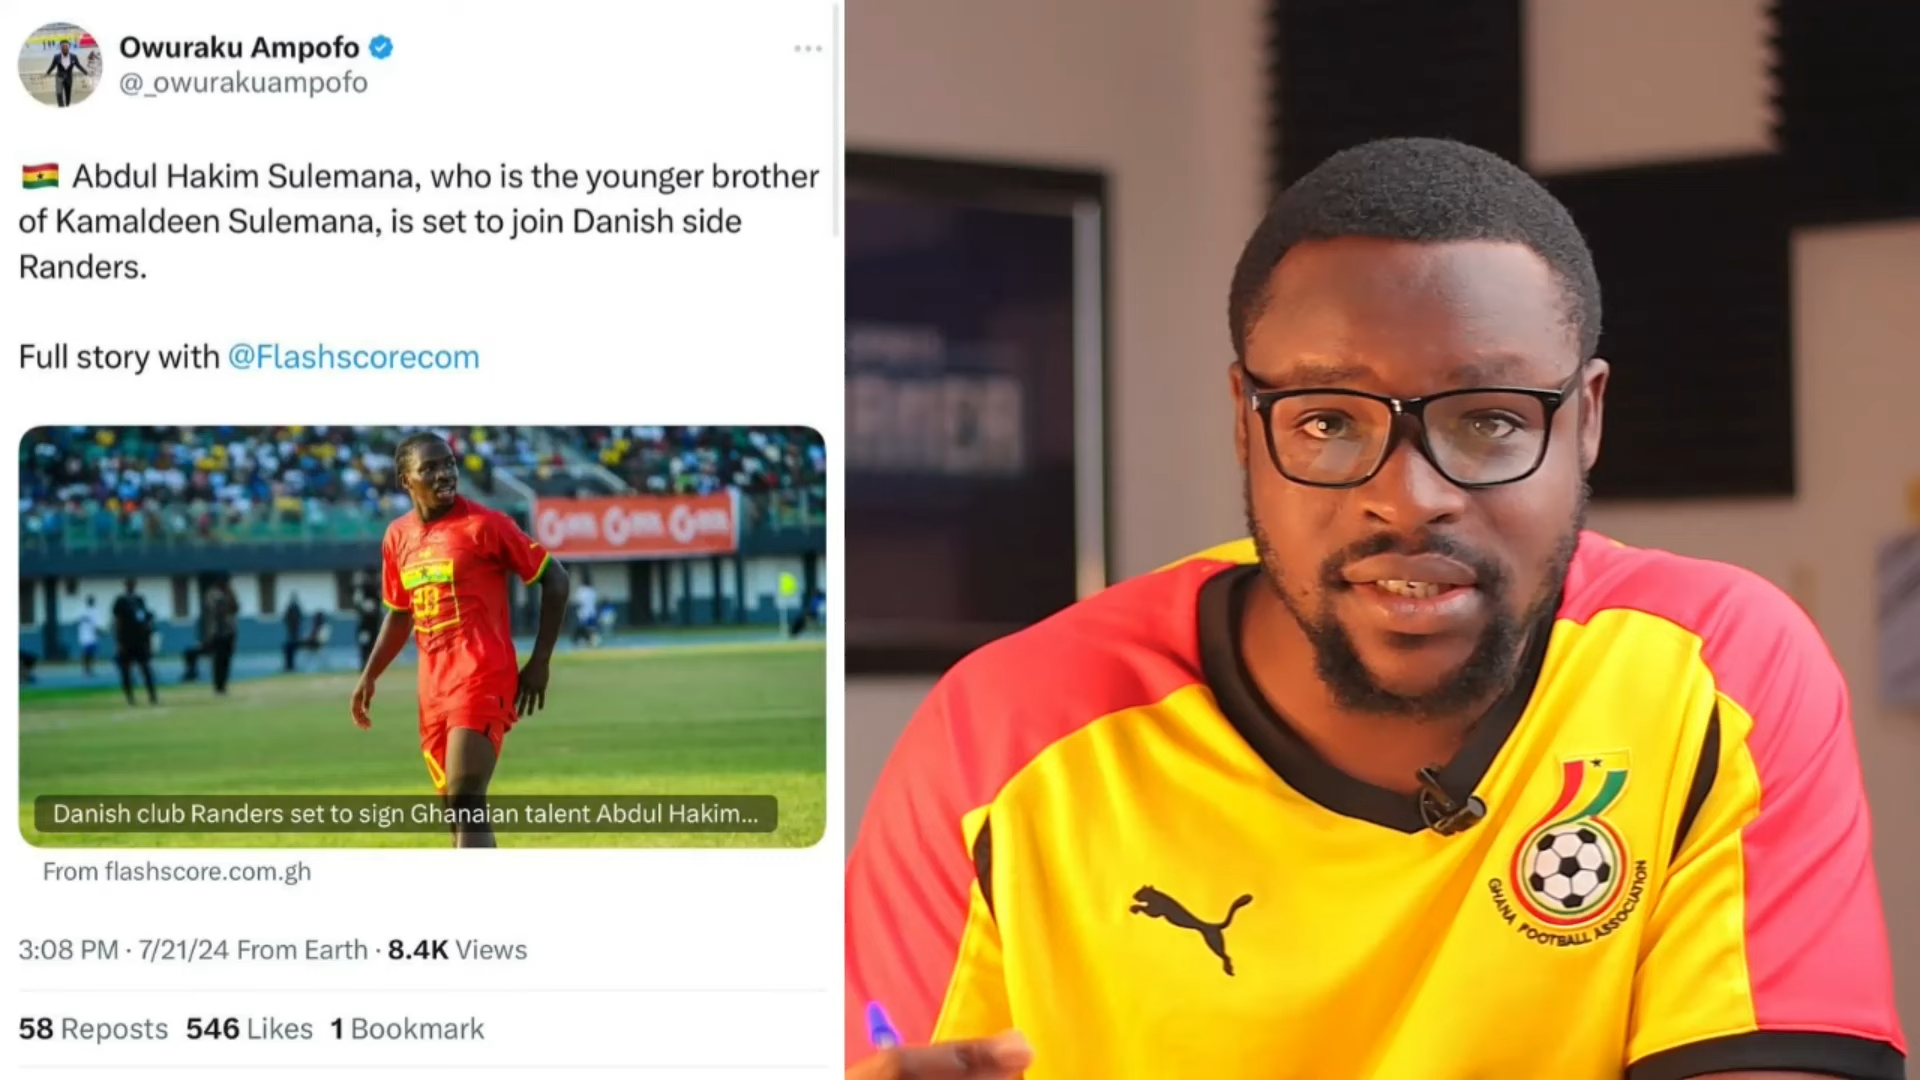 Owuraku Ampofo
@_owurakuampofo
Abdul Hakim Sulemana, who is the younger brother
of Kamaldeen Sulemana, is set to join Danish side
Randers.
Full story with @Flashscorecom
Danish club Randers set to sign Ghanaian talent Abdul Hakim...
From flashscore.com.gh
3:08 PM · 7/21/24 From Earth · 8.4K Views
58 Reposts 546 Likes 1 Bookmark
GHANA FOOTBALL ASSOCIATION